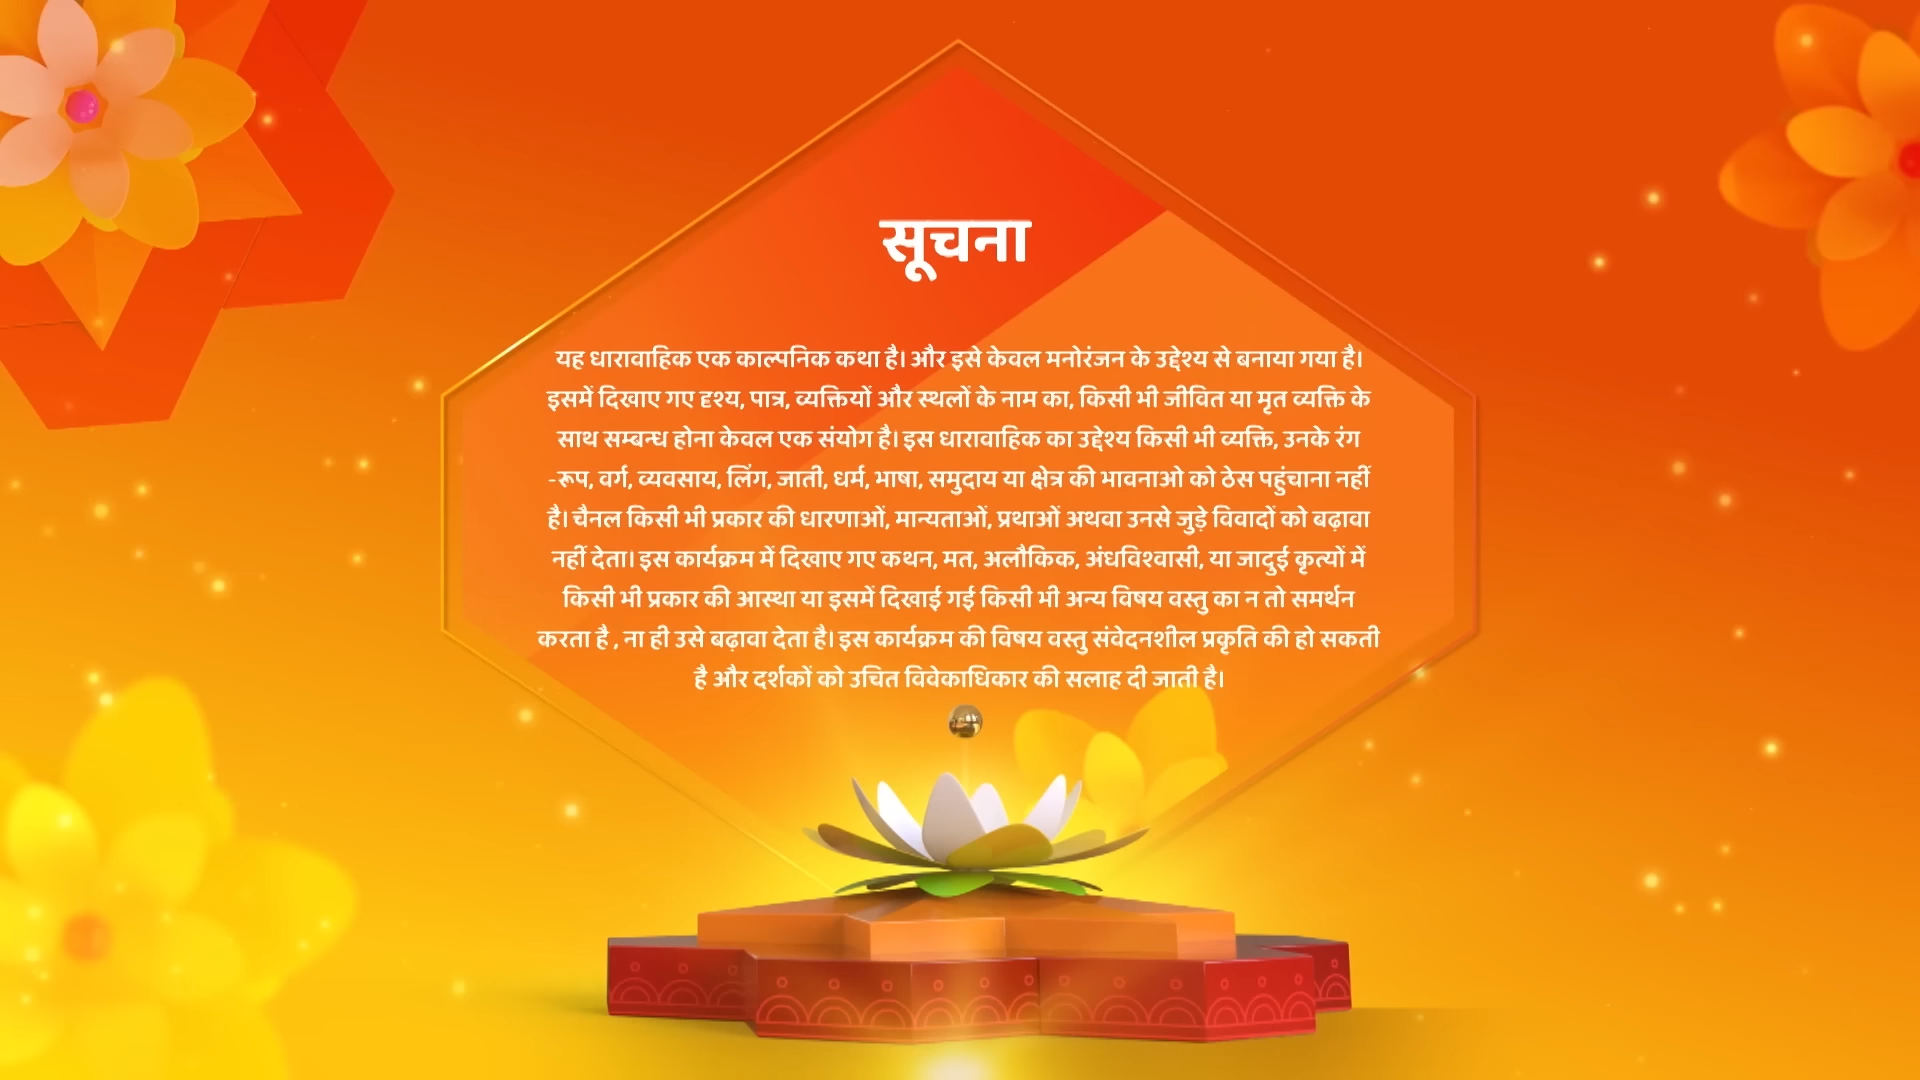 सूचना
यह धारावाहिक एक काल्पनिक कथा है। और इसे केवल मनोरंजन के उद्देश्य से बनाया गया है।
इसमें दिखाए गए दृश्य, पात्र, व्यक्तियों और स्थलों के नाम का, किसी भी जीवित या मृत व्यक्ति के
साथ सम्बन्ध होना केवल एक संयोग है। इस धारावाहिक का उद्देश्य किसी भी व्यक्ति, उनके रंग
-रूप, वर्ग, व्यवसाय, लिंग, जाती, धर्म, भाषा, समुदाय या क्षेत्र की भावनाओ को ठेस पहुंचाना नहीं
है। चैनल किसी भी प्रकार की धारणाओं, मान्यताओं, प्रथाओं अथवा उनसे जुड़े विवादों को बढ़ावा
नहीं देता। इस कार्यक्रम में दिखाए गए कथन, मत, अलौकिक, अंधविश्वासी, या जादुई कृत्यों में
किसी भी प्रकार की आस्था या इसमें दिखाई गई किसी भी अन्य विषय वस्तु का न तो समर्थन
करता है , ना ही उसे बढ़ावा देता है। इस कार्यक्रम की विषय वस्तु संवेदनशील प्रकृति की हो सकती
है और दर्शकों को उचित विवेकाधिकार की सलाह दी जाती है।